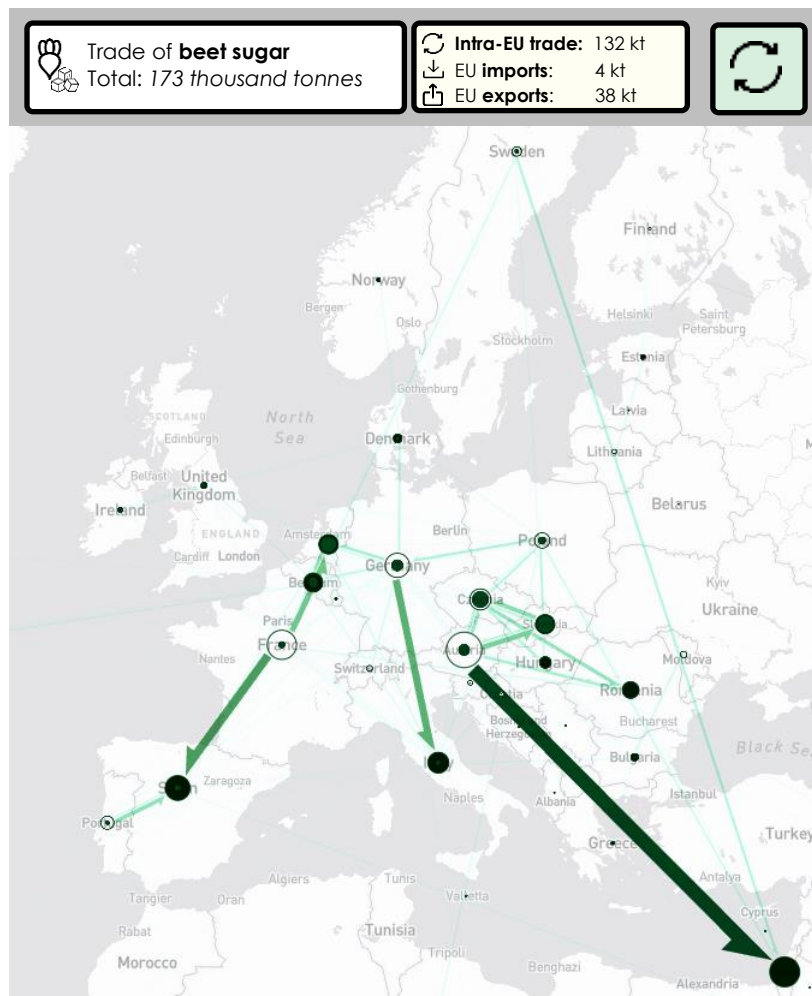 Trade of beet sugar
Total: 173 thousand tonnes
Intra-EU trade: 132 kt
EU imports: 4 kt
EU exports: 38 kt
Sweden
Finland
Norway
Bergen
Oslo
Helsinki
Saint
Petersburg
Stockholm
Estonia
Gothenburg
Latvia
SCOTLAND
North
Sea
Edinburgh
Denmark
Lithuania
Belfast
United
Kingdom
Ireland
Belarus
ENGLAND
Amsterdam
Berlin
Poland
Cardiff
London
Germany
Belgium
Kyiv
Czechia
Ukraine
Paris
Slovakia
France
Austria
Nantes
Switzerland
Hungary
Moldova
Romania
Croatia
Bosnia and
Herzegovina
Bucharest
Black Sea
Bulgaria
Italy
Spain
Zaragoza
Istanbul
Naples
Albania
Portugal
Turkey
Greece
Antalya
Algiers
Tunis
Valletta
Tangier
Oran
Cyprus
Rabat
Tunisia
Morocco
Tripoli
Benghazi
Alexandria